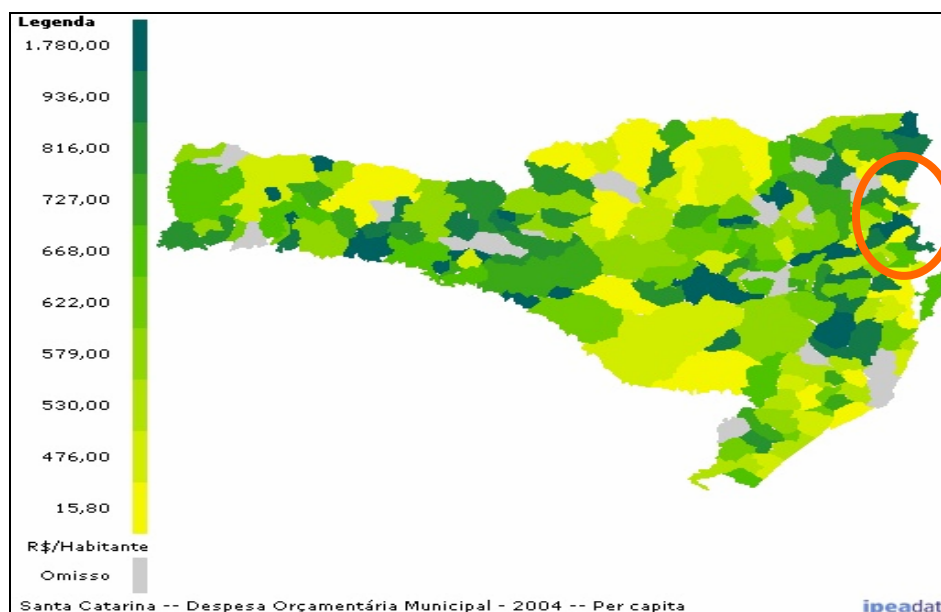 Legenda
1.780,00
936,00
816,00
727,00
668,00
622,00
579,00
530,00
476,00
15,80
R$/Habitante
Omisso
Santa Catarina -- Despesa Orçamentária Municipal - 2004 -- Per capita
ipeadat